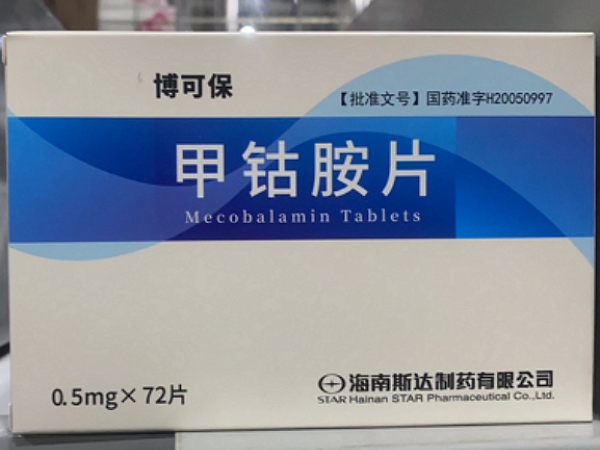 博可保
【批准文号】国药准字H20050997
甲钴胺片
Mecobalamin Tablets
0.5mg×72片
海南斯达制药有限公司
STAR Hainan STAR Pharmaceutical Co.,Ltd.